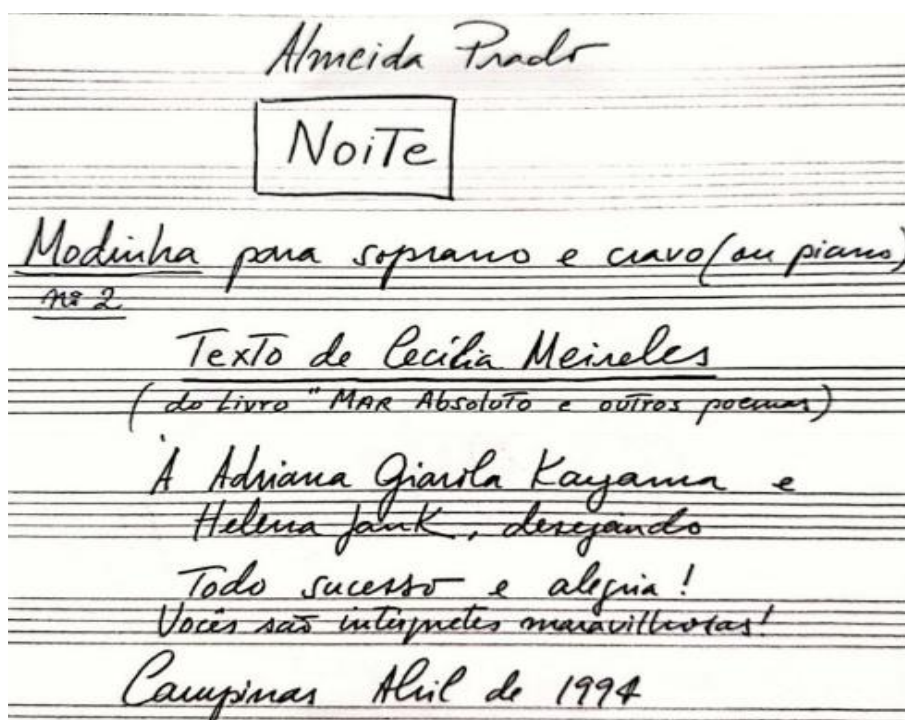 Almeida Prado
NoiTe
Modinha para soprano e cravo (ou piano)
nº 2
Texto de Cecília Meireles
(do Livro "MAR Absoluto e outros poemas)
À Adriana Giarola Kayama e
Helena Jank, desejando
Todo sucesso e alegria!
Vocês são intérpretes maravilhosas!
Campinas Abril de 1994